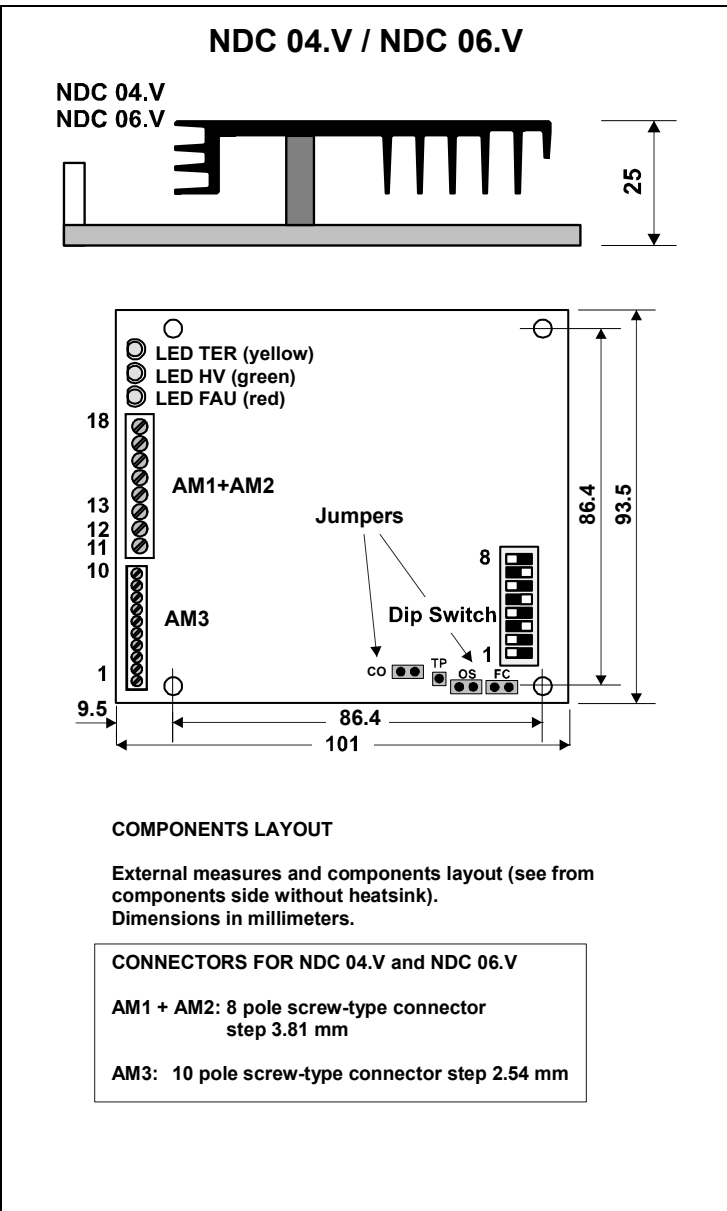 NDC 04.V / NDC 06.V
NDC 04.V
NDC 06.V
25
LED TER (yellow)
LED HV (green)
LED FAU (red)
18
AM1+AM2
13
12
11
10
Jumpers
86.4
93.5
8
AM3
Dip Switch
1
1
CO
TP
OS
FC
9.5
86.4
101
COMPONENTS LAYOUT
External measures and components layout (see from
components side without heatsink).
Dimensions in millimeters.
CONNECTORS FOR NDC 04.V and NDC 06.V
AM1 + AM2: 8 pole screw-type connector
step 3.81 mm
AM3: 10 pole screw-type connector step 2.54 mm